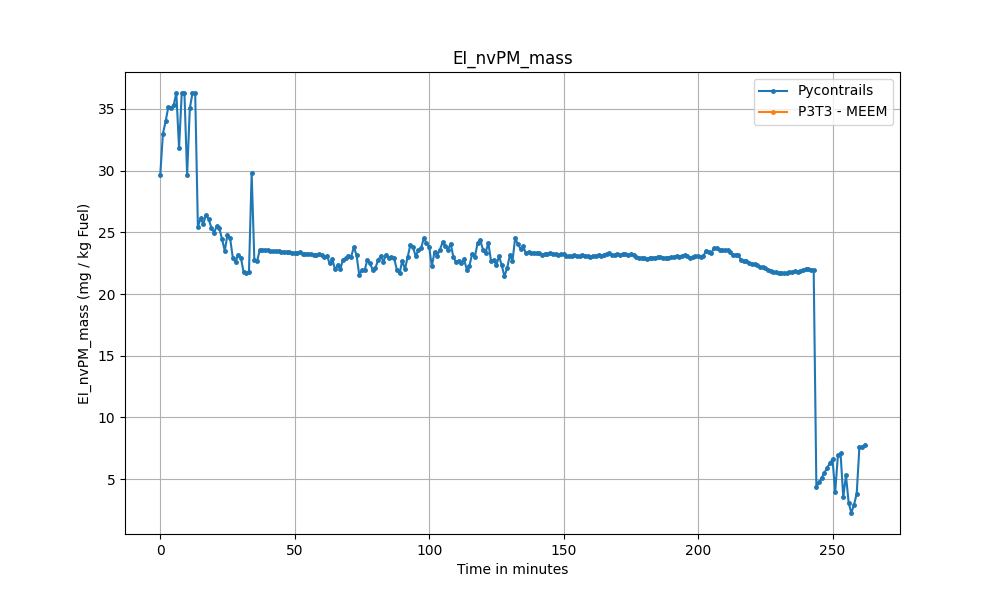 EI_nvPM_mass
Pycontrails
P3T3 - MEEM
EI_nvPM_mass (mg / kg Fuel)
35
30
25
20
15
10
5
0 50 100 150 200 250
Time in minutes